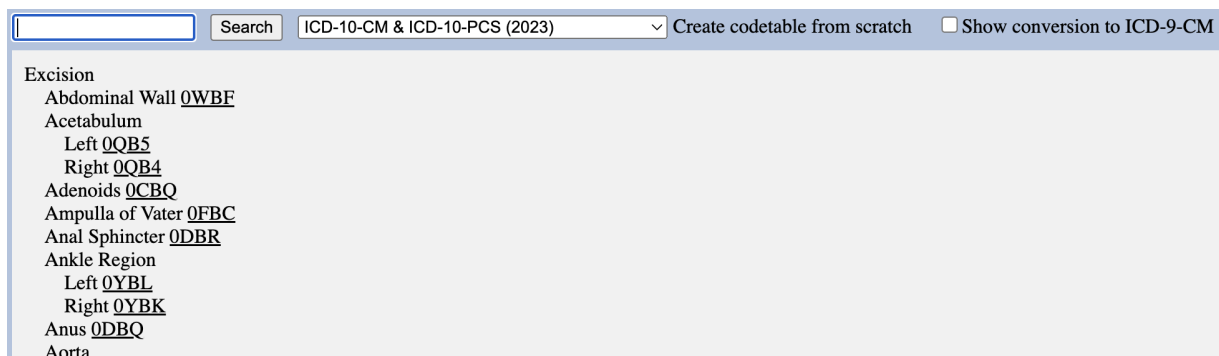 Search ICD-10-CM & ICD-10-PCS (2023) Create codetable from scratch Show conversion to ICD-9-CM
Excision
Abdominal Wall 0WBF
Acetabulum
Left 0QB5
Right 0QB4
Adenoids 0CBQ
Ampulla of Vater 0FBC
Anal Sphincter 0DBR
Ankle Region
Left 0YBL
Right 0YBK
Anus 0DBQ
Aorta